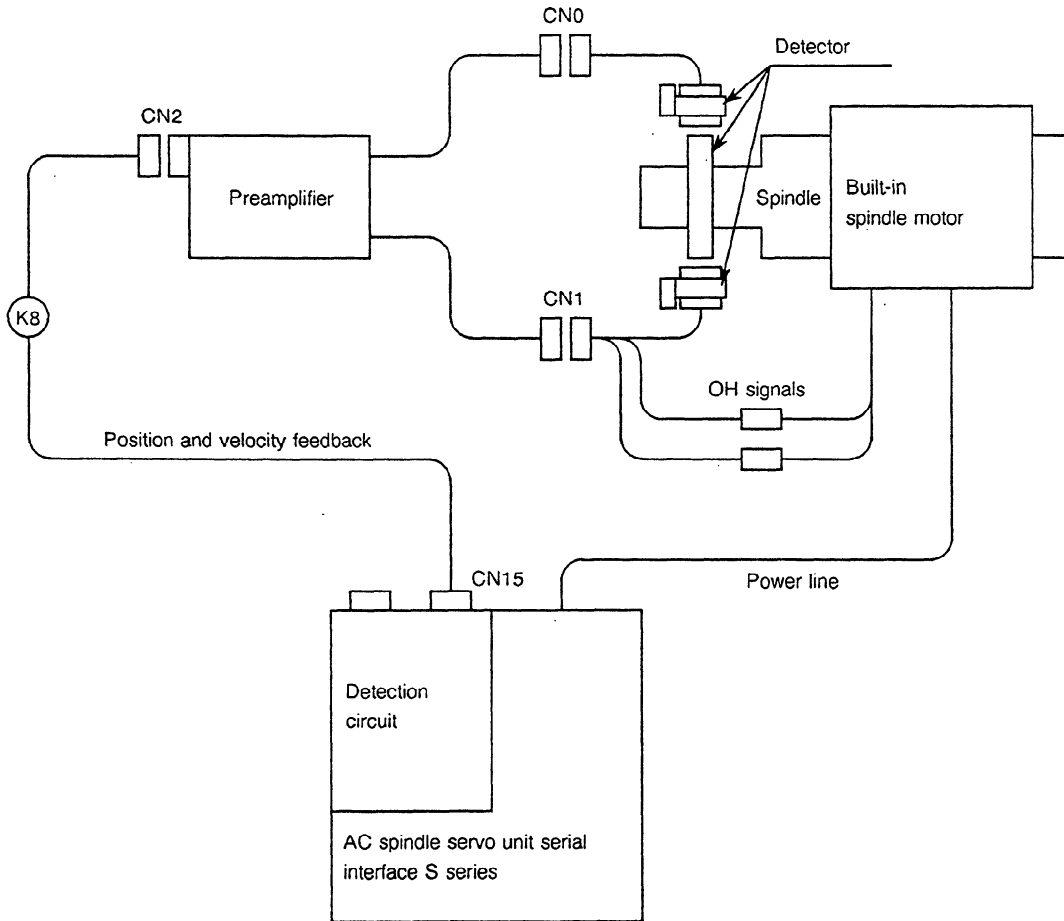 CN0
Detector
CN2
Preamplifier
Spindle
Built-in
spindle motor
CN1
K8
OH signals
Position and velocity feedback
CN15
Power line
Detection
circuit
AC spindle servo unit serial
interface S series